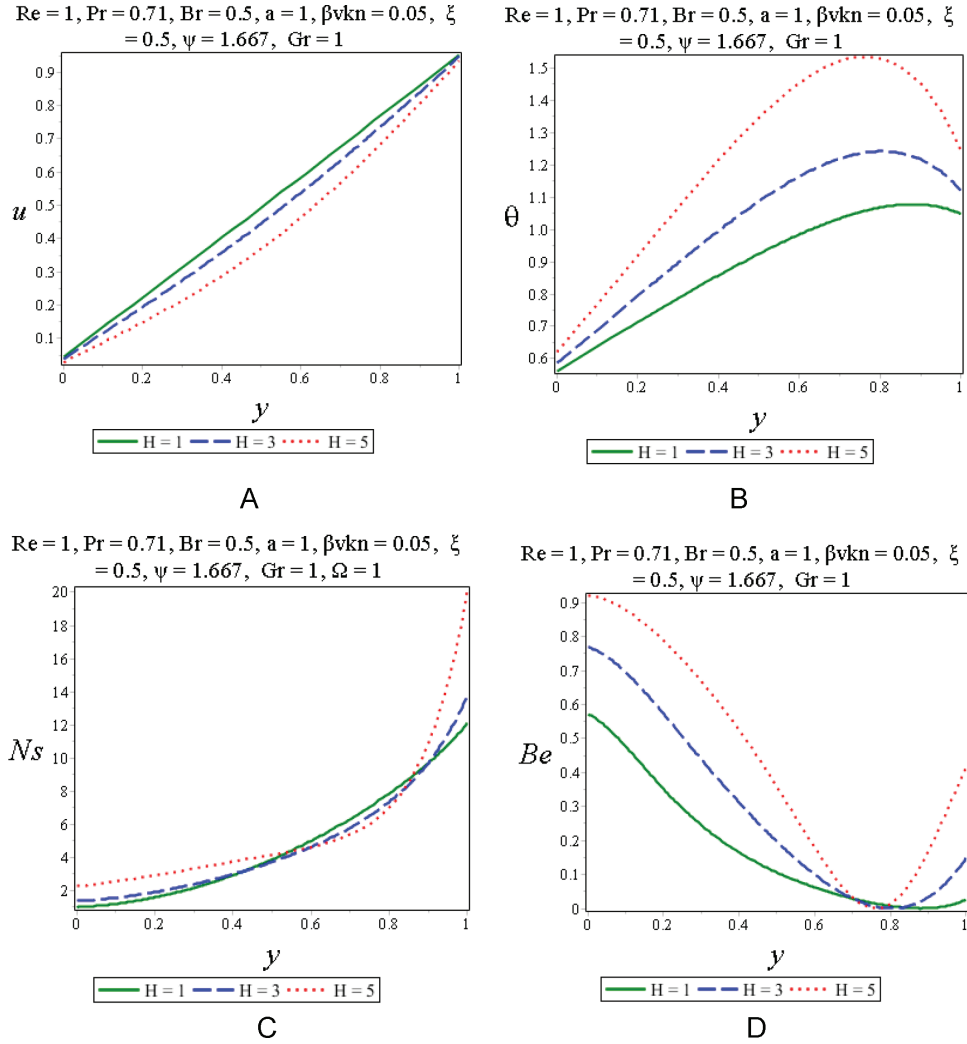 Re = 1, Pr = 0.71, Br = 0.5, a = 1, βvkn = 0.05, ξ
= 0.5, ψ = 1.667, Gr = 1
0.9
0.8
0.7
0.6
0.5
0.4
0.3
0.2
0.1
u
0 0.2 0.4 0.6 0.8 1
y
H = 1 H = 3 H = 5
A
Re = 1, Pr = 0.71, Br = 0.5, a = 1, βvkn = 0.05, ξ
= 0.5, ψ = 1.667, Gr = 1
1.5
1.4
1.3
1.2
1.1
1.0
0.9
0.8
0.7
0.6
θ
0 0.2 0.4 0.6 0.8 1
y
H = 1 H = 3 H = 5
B
Re = 1, Pr = 0.71, Br = 0.5, a = 1, βvkn = 0.05, ξ
= 0.5, ψ = 1.667, Gr = 1, Ω = 1
20
18
16
14
12
10
8
6
4
2
Ns
0 0.2 0.4 0.6 0.8 1
y
H = 1 H = 3 H = 5
C
Re = 1, Pr = 0.71, Br = 0.5, a = 1, βvkn = 0.05, ξ
= 0.5, ψ = 1.667, Gr = 1
0.9
0.8
0.7
0.6
0.5
0.4
0.3
0.2
0.1
0
Be
0 0.2 0.4 0.6 0.8 1
y
H = 1 H = 3 H = 5
D